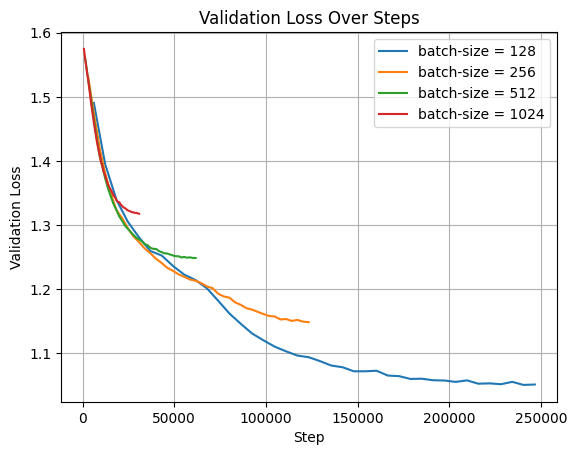 Validation Loss Over Steps
batch-size = 128
batch-size = 256
batch-size = 512
batch-size = 1024
Validation Loss
1.6
1.5
1.4
1.3
1.2
1.1
0
50000
100000
150000
200000
250000
Step